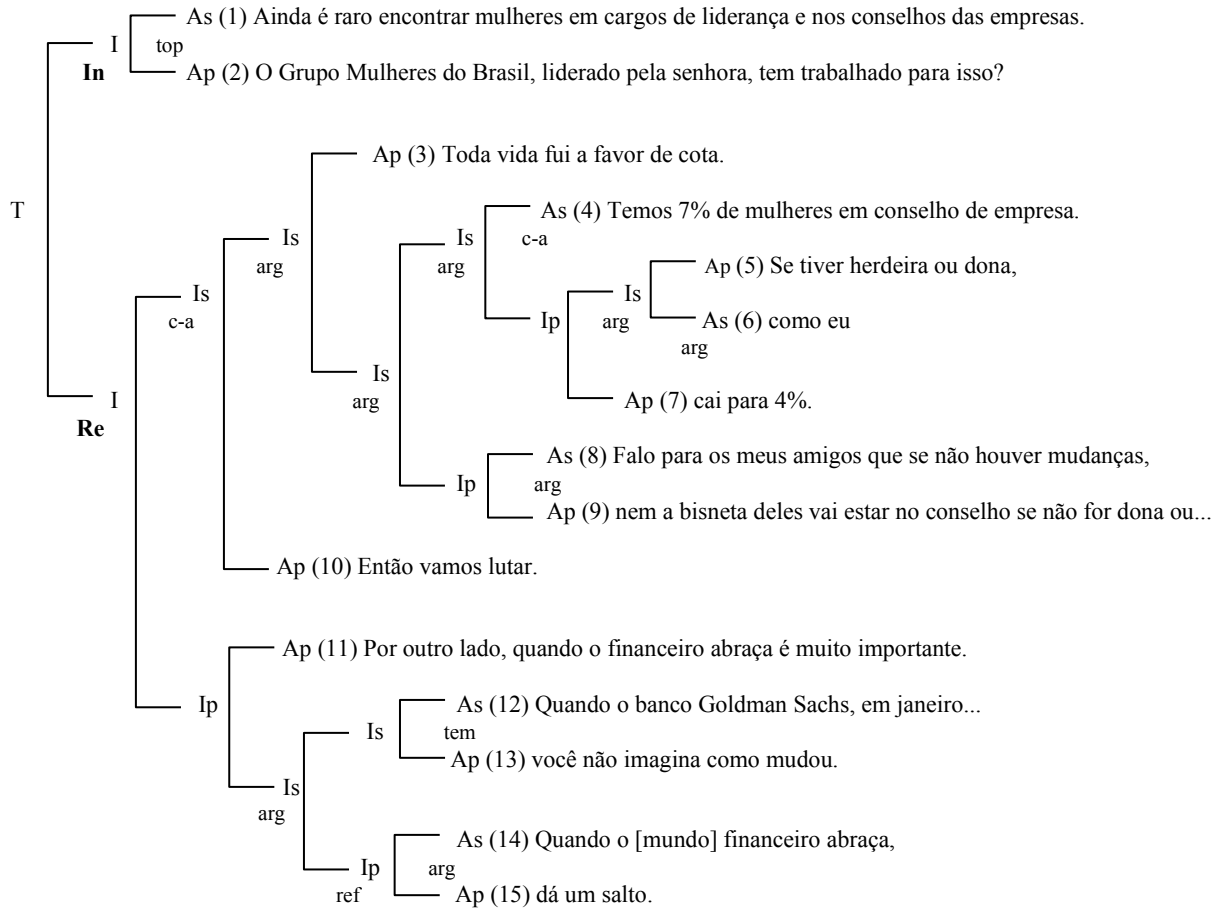 As (1) Ainda é raro encontrar mulheres em cargos de liderança e nos conselhos das empresas.
I
top
In
Ap (2) O Grupo Mulheres do Brasil, liderado pela senhora, tem trabalhado para isso?
Ap (3) Toda vida fui a favor de cota.
T
As (4) Temos 7% de mulheres em conselho de empresa.
Is
Is
c-a
arg
arg
Ap (5) Se tiver herdeira ou dona,
Is
Is
c-a
Ip
arg
As (6) como eu
arg
Is
arg
I
Ap (7) cai para 4%.
Re
As (8) Falo para os meus amigos que se não houver mudanças,
Ip
arg
Ap (9) nem a bisneta deles vai estar no conselho se não for dona ou...
Ap (10) Então vamos lutar.
Ap (11) Por outro lado, quando o financeiro abraça é muito importante.
Ip
As (12) Quando o banco Goldman Sachs, em janeiro...
Is
tem
Ap (13) você não imagina como mudou.
Is
arg
As (14) Quando o [mundo] financeiro abraça,
Ip
arg
ref
Ap (15) dá um salto.